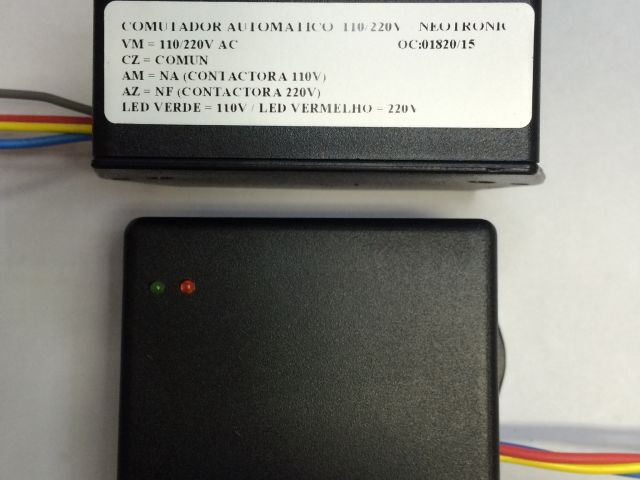 COMUTADOR AUTOMATICO 110/220V NEOTRONIC
VM = 110/220V AC OC:01820/15
CZ = COMUN
AM = NA (CONTACTORA 110V)
AZ = NF (CONTACTORA 220V)
LED VERDE = 110V / LED VERMELHO = 220V